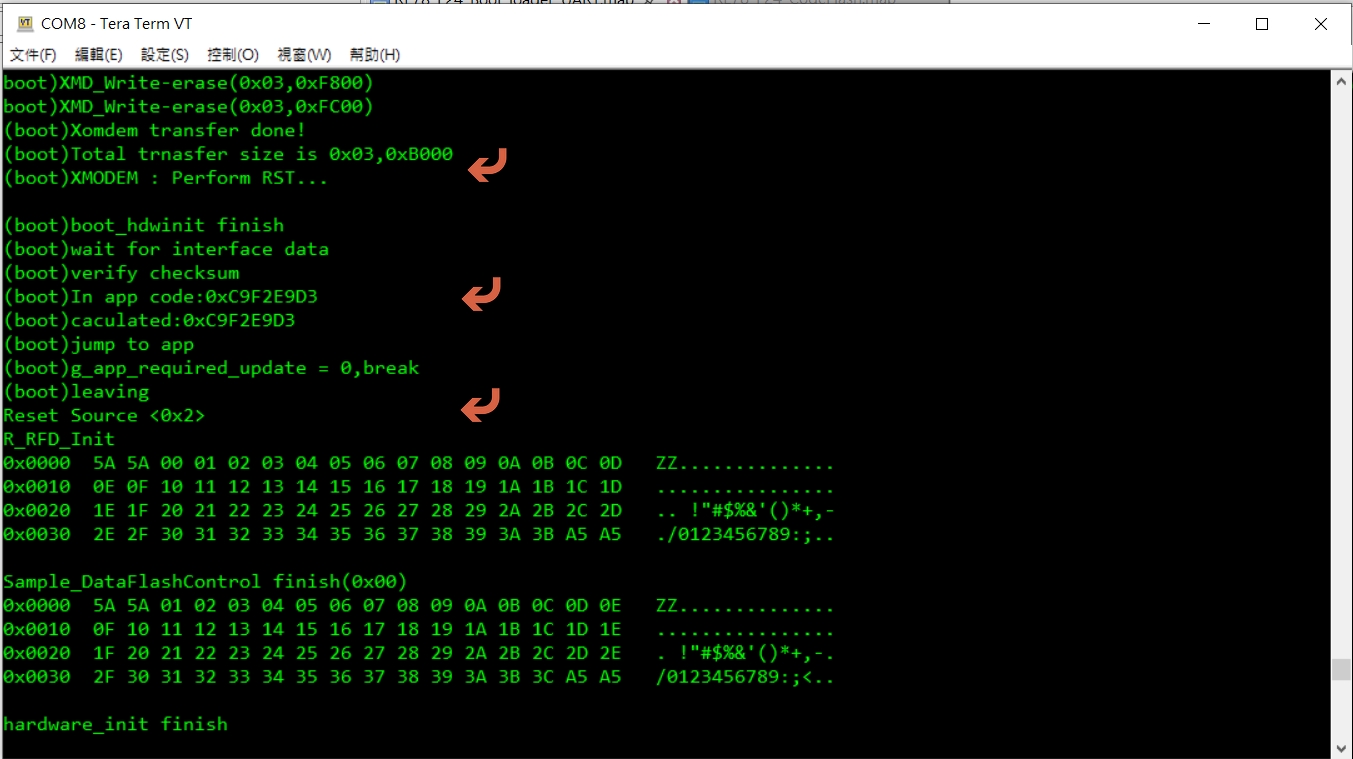 COM8 - Tera Term VT
文件(F) 編輯(E) 設定(S) 控制(O) 視窗(W) 幫助(H)
boot)XMD_Write-erase(0x03,0xF800)
boot)XMD_Write-erase(0x03,0xFC00)
(boot)Xomdem transfer done!
(boot)Total trnasfer size is 0x03,0xB000
(boot)XMODEM : Perform RST...
(boot)boot_hdwinit finish
(boot)wait for interface data
(boot)verify checksum
(boot)In app code:0xC9F2E9D3
(boot)caculated:0xC9F2E9D3
(boot)jump to app
(boot)g_app_required_update = 0,break
(boot)leaving
Reset Source <0x2>
R_RFD_Init
0x0000  5A 5A 00 01 02 03 04 05 06 07 08 09 0A 0B 0C 0D   ZZ..............
0x0010  0E 0F 10 11 12 13 14 15 16 17 18 19 1A 1B 1C 1D   ................
0x0020  1E 1F 20 21 22 23 24 25 26 27 28 29 2A 2B 2C 2D   .. !"#$%&'()*+,-
0x0030  2E 2F 30 31 32 33 34 35 36 37 38 39 3A 3B A5 A5   ./0123456789:;..
Sample_DataFlashControl finish(0x00)
0x0000  5A 5A 01 02 03 04 05 06 07 08 09 0A 0B 0C 0D 0E   ZZ..............
0x0010  0F 10 11 12 13 14 15 16 17 18 19 1A 1B 1C 1D 1E   ................
0x0020  1F 20 21 22 23 24 25 26 27 28 29 2A 2B 2C 2D 2E   . !"#$%&'()*+,-.
0x0030  2F 30 31 32 33 34 35 36 37 38 39 3A 3B 3C A5 A5   /0123456789:;<..
hardware_init finish